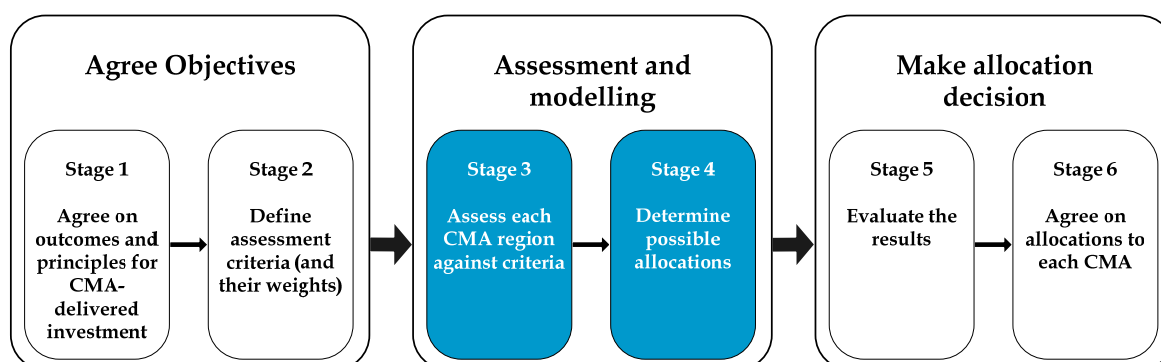 Agree Objectives
Stage 1
Agree on
outcomes and
principles for
CMA-
delivered
investment
Stage 2
Define
assessment
criteria (and
their weights)
Assessment and
modelling
Stage 3
Assess each
CMA region
against criteria
Stage 4
Determine
possible
allocations
Make allocation
decision
Stage 5
Evaluate the
results
Stage 6
Agree on
allocations to
each CMA